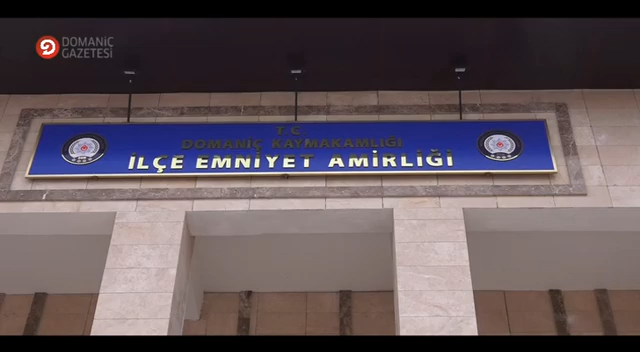 DOMANİÇ
GAZETESİ
T.C.
DOMANİÇ KAYMAKAMLIĞI
İLÇE EMNİYET AMİRLİĞİ